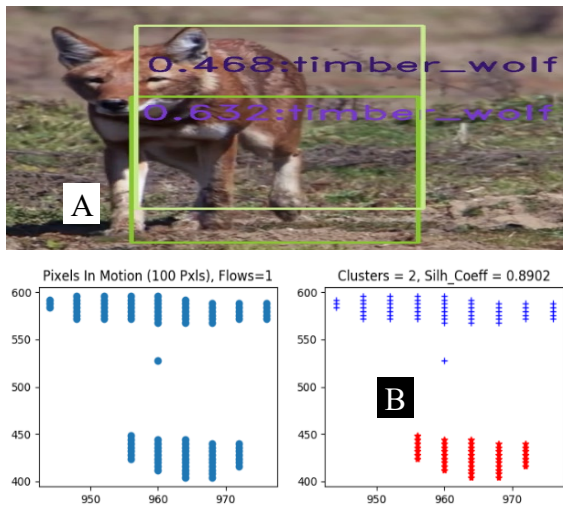 0.468:timber_wolf
0.632:timber_wolf
A
Pixels In Motion (100 Pxls), Flows=1
600
550
500
450
400
950
960
970
Clusters = 2, Silh_Coeff = 0.8902
600
550
500
450
400
B
950
960
970